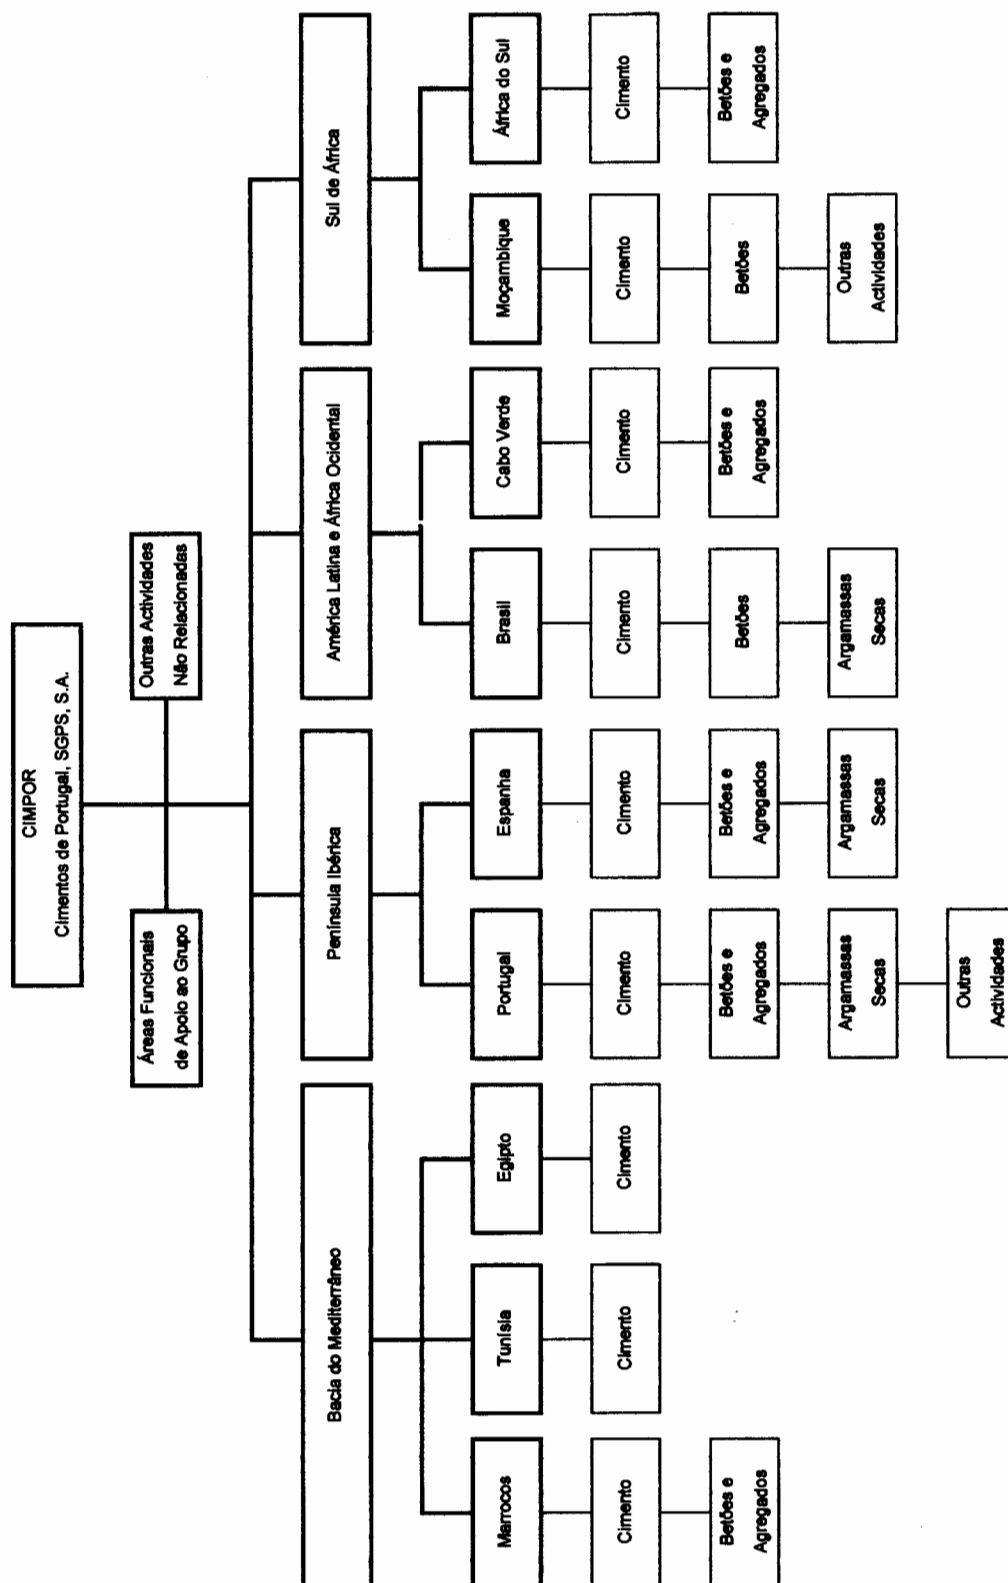 CIMPOR
Cimentos de Portugal, SGPS, S.A.
Áreas Funcionais
de Apoio ao Grupo
Outras Actividades
Não Relacionadas
Bacia do Mediterrâneo
Península Ibérica
América Latina e África Ocidental
Sul de África
Marrocos
Tunísia
Egipto
Portugal
Espanha
Brasil
Cabo Verde
Moçambique
África do Sul
Cimento
Cimento
Cimento
Cimento
Cimento
Cimento
Cimento
Cimento
Cimento
Betões e
Agregados
Betões e
Agregados
Betões e
Agregados
Betões
Betões e
Agregados
Betões
Betões e
Agregados
Argamassas
Secas
Argamassas
Secas
Argamassas
Secas
Outras
Actividades
Outras
Actividades